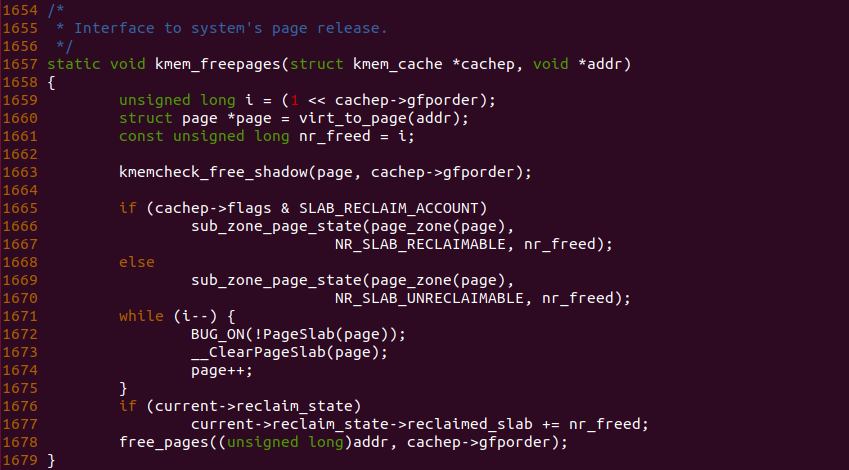 1654 /*
1655  * Interface to system's page release.
1656  */
1657 static void kmem_freepages(struct kmem_cache *cachep, void *addr)
1658 {
1659         unsigned long i = (1 << cachep->gfporder);
1660         struct page *page = virt_to_page(addr);
1661         const unsigned long nr_freed = i;
1662
1663         kmemcheck_free_shadow(page, cachep->gfporder);
1664
1665         if (cachep->flags & SLAB_RECLAIM_ACCOUNT)
1666                 sub_zone_page_state(page_zone(page),
1667                                 NR_SLAB_RECLAIMABLE, nr_freed);
1668         else
1669                 sub_zone_page_state(page_zone(page),
1670                                 NR_SLAB_UNRECLAIMABLE, nr_freed);
1671         while (i--) {
1672                 BUG_ON(!PageSlab(page));
1673                 __ClearPageSlab(page);
1674                 page++;
1675         }
1676         if (current->reclaim_state)
1677                 current->reclaim_state->reclaimed_slab += nr_freed;
1678         free_pages((unsigned long)addr, cachep->gfporder);
1679 }